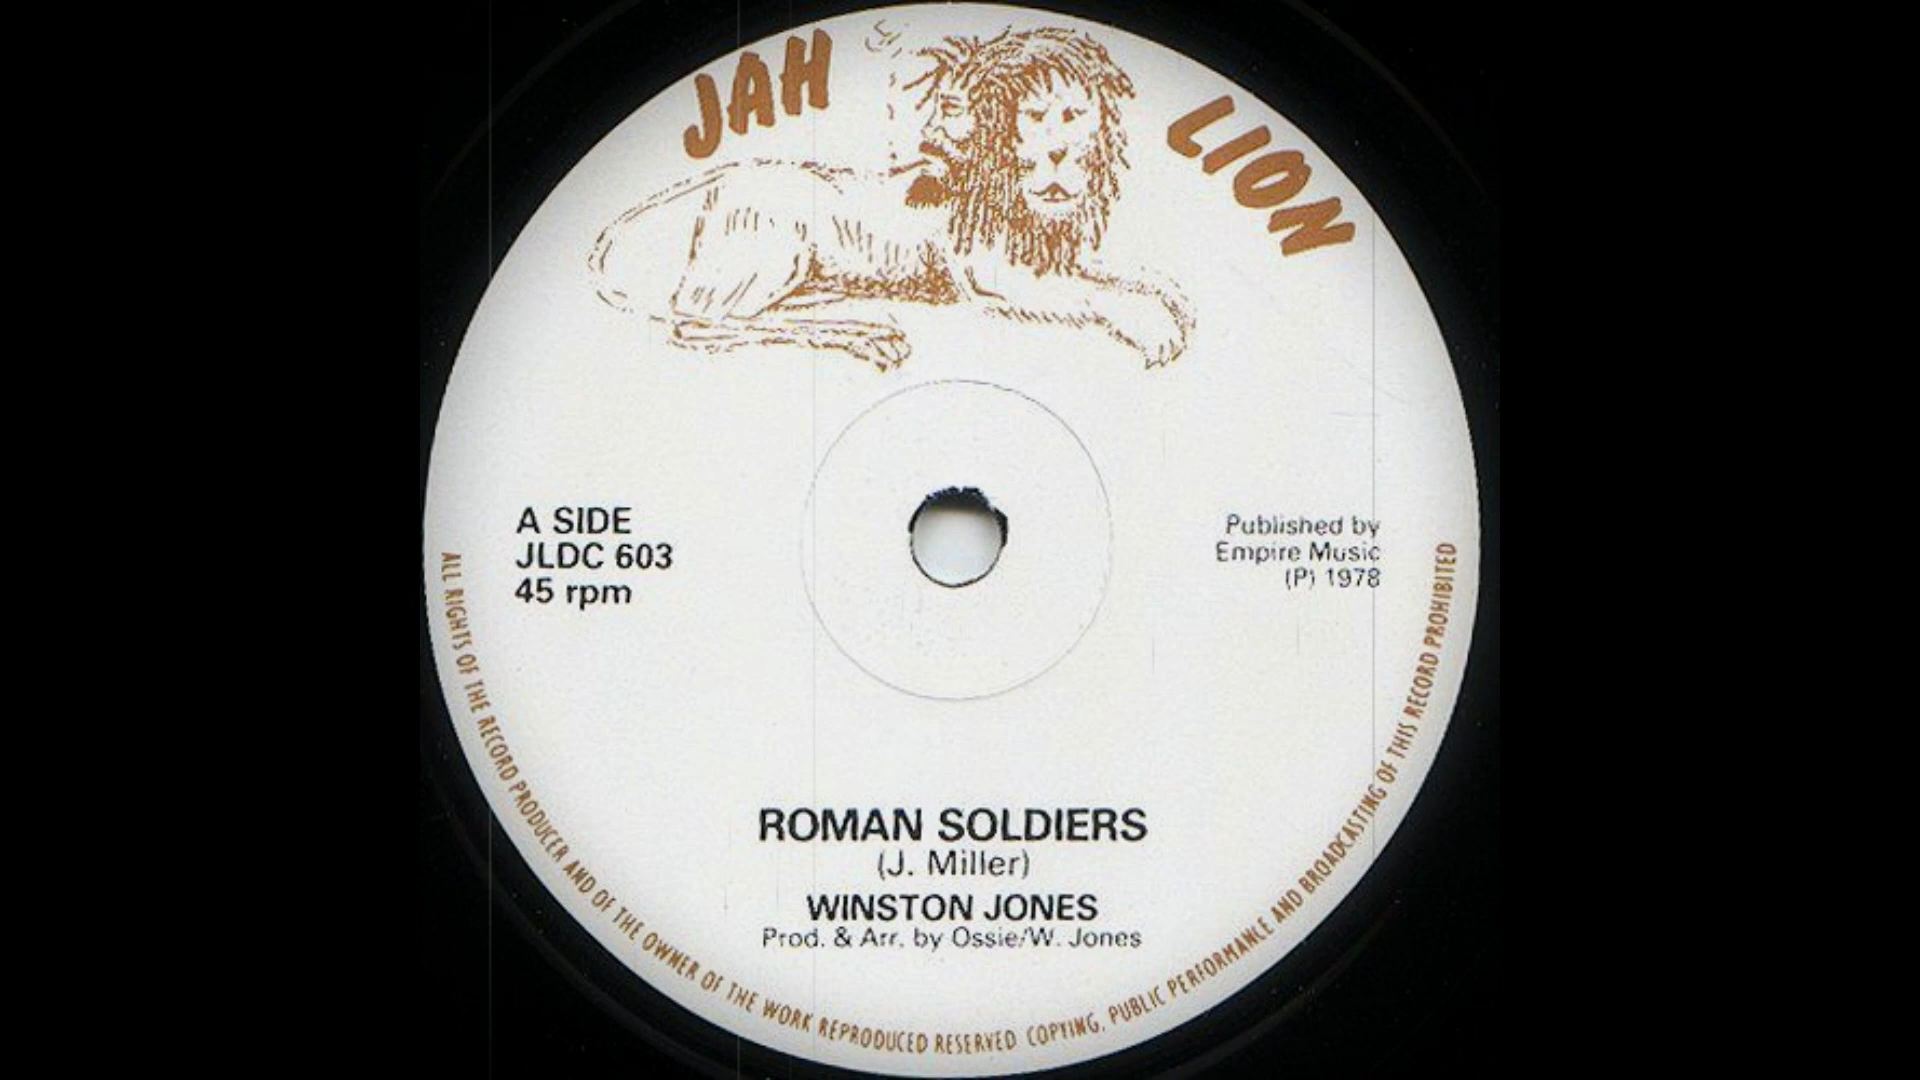 JAH LION
A SIDE
JLDC 603
45 rpm
Published by
Empire Music
(P) 1978
ROMAN SOLDIERS
(J. Miller)
WINSTON JONES
Prod. & Arr. by Ossie/W. Jones
ALL RIGHTS OF THE RECORD PRODUCER AND OF THE OWNER OF THE WORK REPRODUCED RESERVED COPYING, PUBLIC PERFORMANCE AND BROADCASTING OF THIS RECORD PROHIBITED